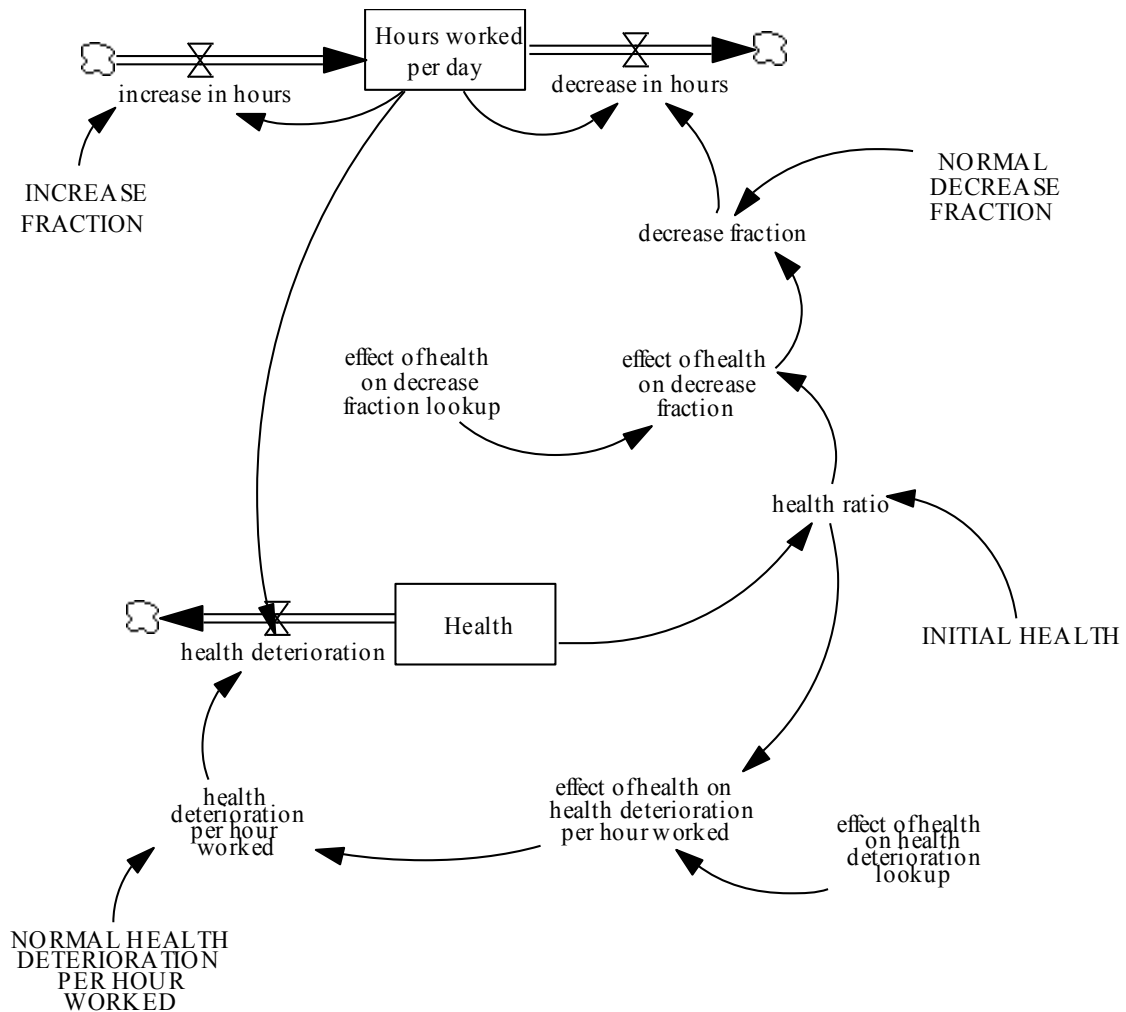 Hours worked
per day
increase in hours
decrease in hours
INCREASE
FRACTION
NORMAL
DECREASE
FRACTION
decrease fraction
effect of health
on decrease
fraction lookup
effect of health
on decrease
fraction
health ratio
INITIAL HEALTH
Health
health deterioration
health
deterioration
per hour
worked
effect of health on
health deterioration
per hour worked
effect of health
on health
deterioration
lookup
NORMAL HEALTH
DETERIORATION
PER HOUR
WORKED